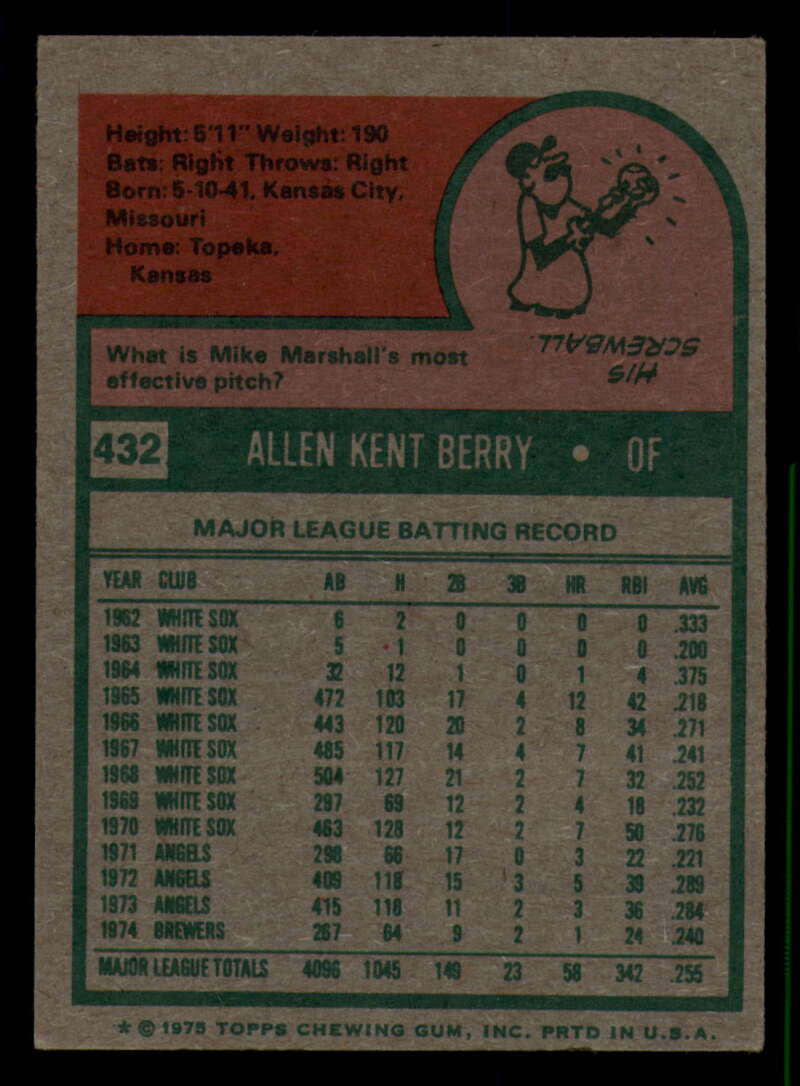 Height: 5'11" Weight: 190
Bats: Right Throws: Right
Born: 5-10-41, Kansas City,
Missouri
Home: Topeka,
Kansas
What is Mike Marshall's most
effective pitch?
HIS
SCREWBALL.
432 ALLEN KENT BERRY • OF
MAJOR LEAGUE BATTING RECORD
YEAR CLUB AB H 2B 3B HR RBI AVG
1962 WHITE SOX 6 2 0 0 0 0 .333
1963 WHITE SOX 5 1 0 0 0 0 .200
1964 WHITE SOX 32 12 1 0 1 4 .375
1965 WHITE SOX 472 103 17 4 12 42 .218
1966 WHITE SOX 443 120 20 2 8 34 .271
1967 WHITE SOX 485 117 14 4 7 41 .241
1968 WHITE SOX 504 127 21 2 7 32 .252
1969 WHITE SOX 297 69 12 2 4 18 .232
1970 WHITE SOX 463 128 12 2 7 50 .276
1971 ANGELS 298 66 17 0 3 22 .221
1972 ANGELS 409 118 15 3 5 39 .289
1973 ANGELS 415 118 11 2 3 36 .284
1974 BREWERS 267 64 9 2 1 24 .240
MAJOR LEAGUE TOTALS 4096 1045 149 23 58 342 .255
* © 1975 TOPPS CHEWING GUM, INC. PRTD IN U.S.A.